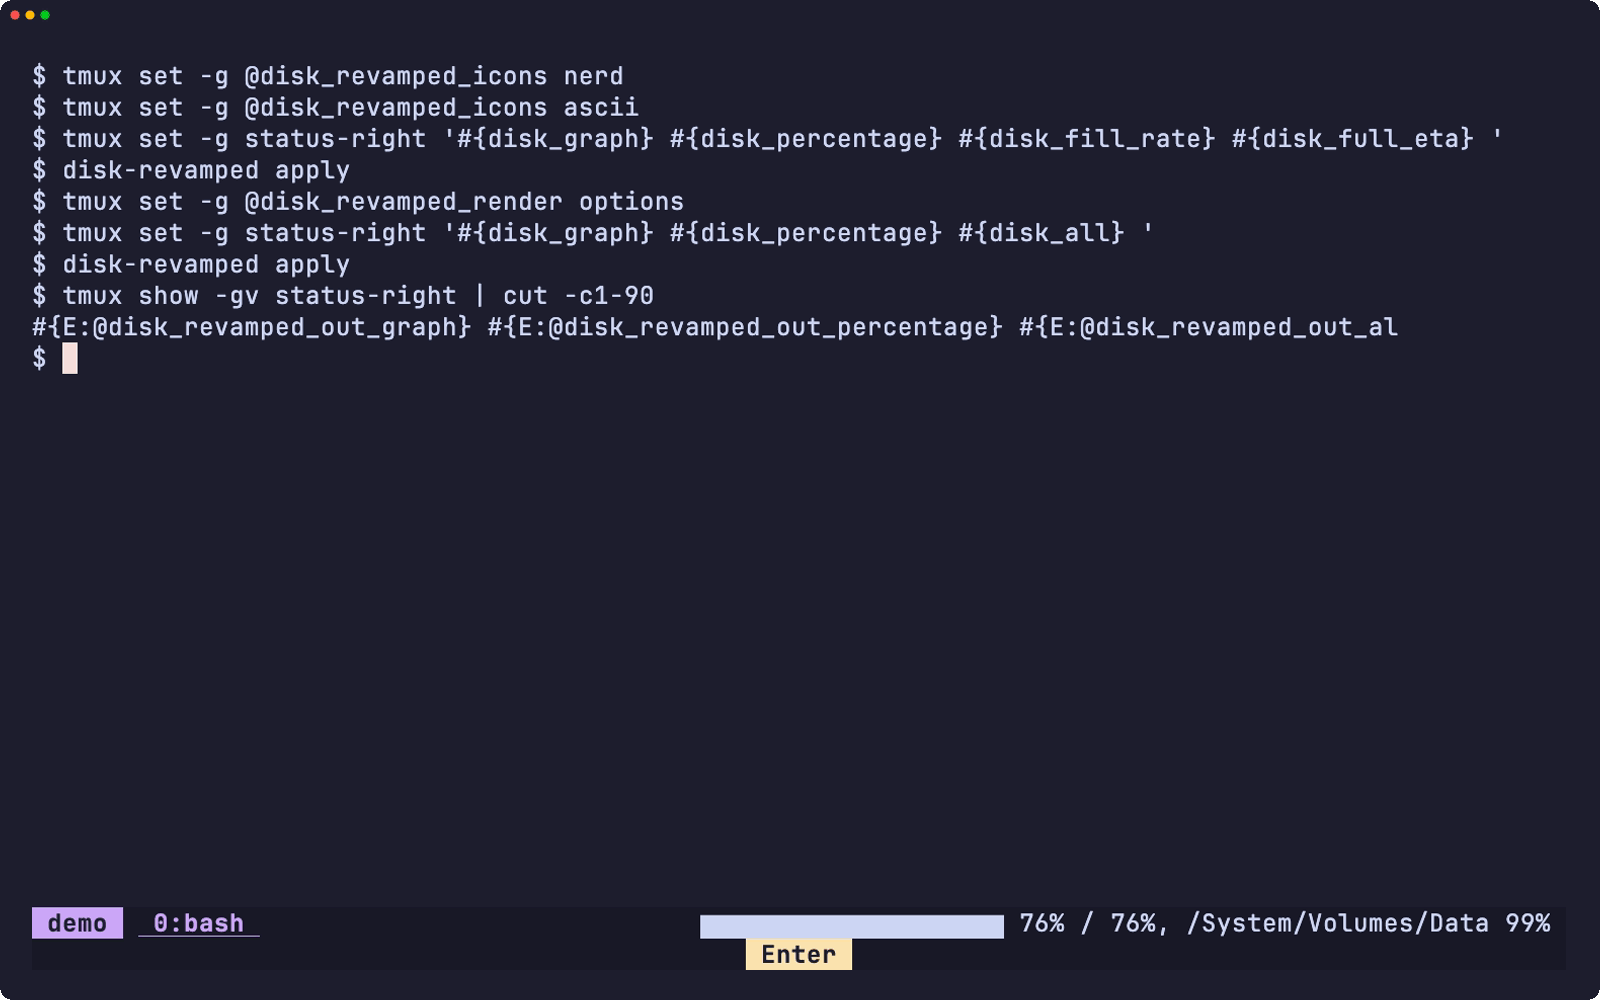 $ tmux set -g @disk_revamped_icons nerd
$ tmux set -g @disk_revamped_icons ascii
$ tmux set -g status-right '#{disk_graph} #{disk_percentage} #{disk_fill_rate} #{disk_full_eta} '
$ disk-revamped apply
$ tmux set -g @disk_revamped_render options
$ tmux set -g status-right '#{disk_graph} #{disk_percentage} #{disk_all} '
$ disk-revamped apply
$ tmux show -gv status-right | cut -c1-90
#{E:@disk_revamped_out_graph} #{E:@disk_revamped_out_percentage} #{E:@disk_revamped_out_al
$
demo 0:bash 76% / 76%, /System/Volumes/Data 99%
Enter